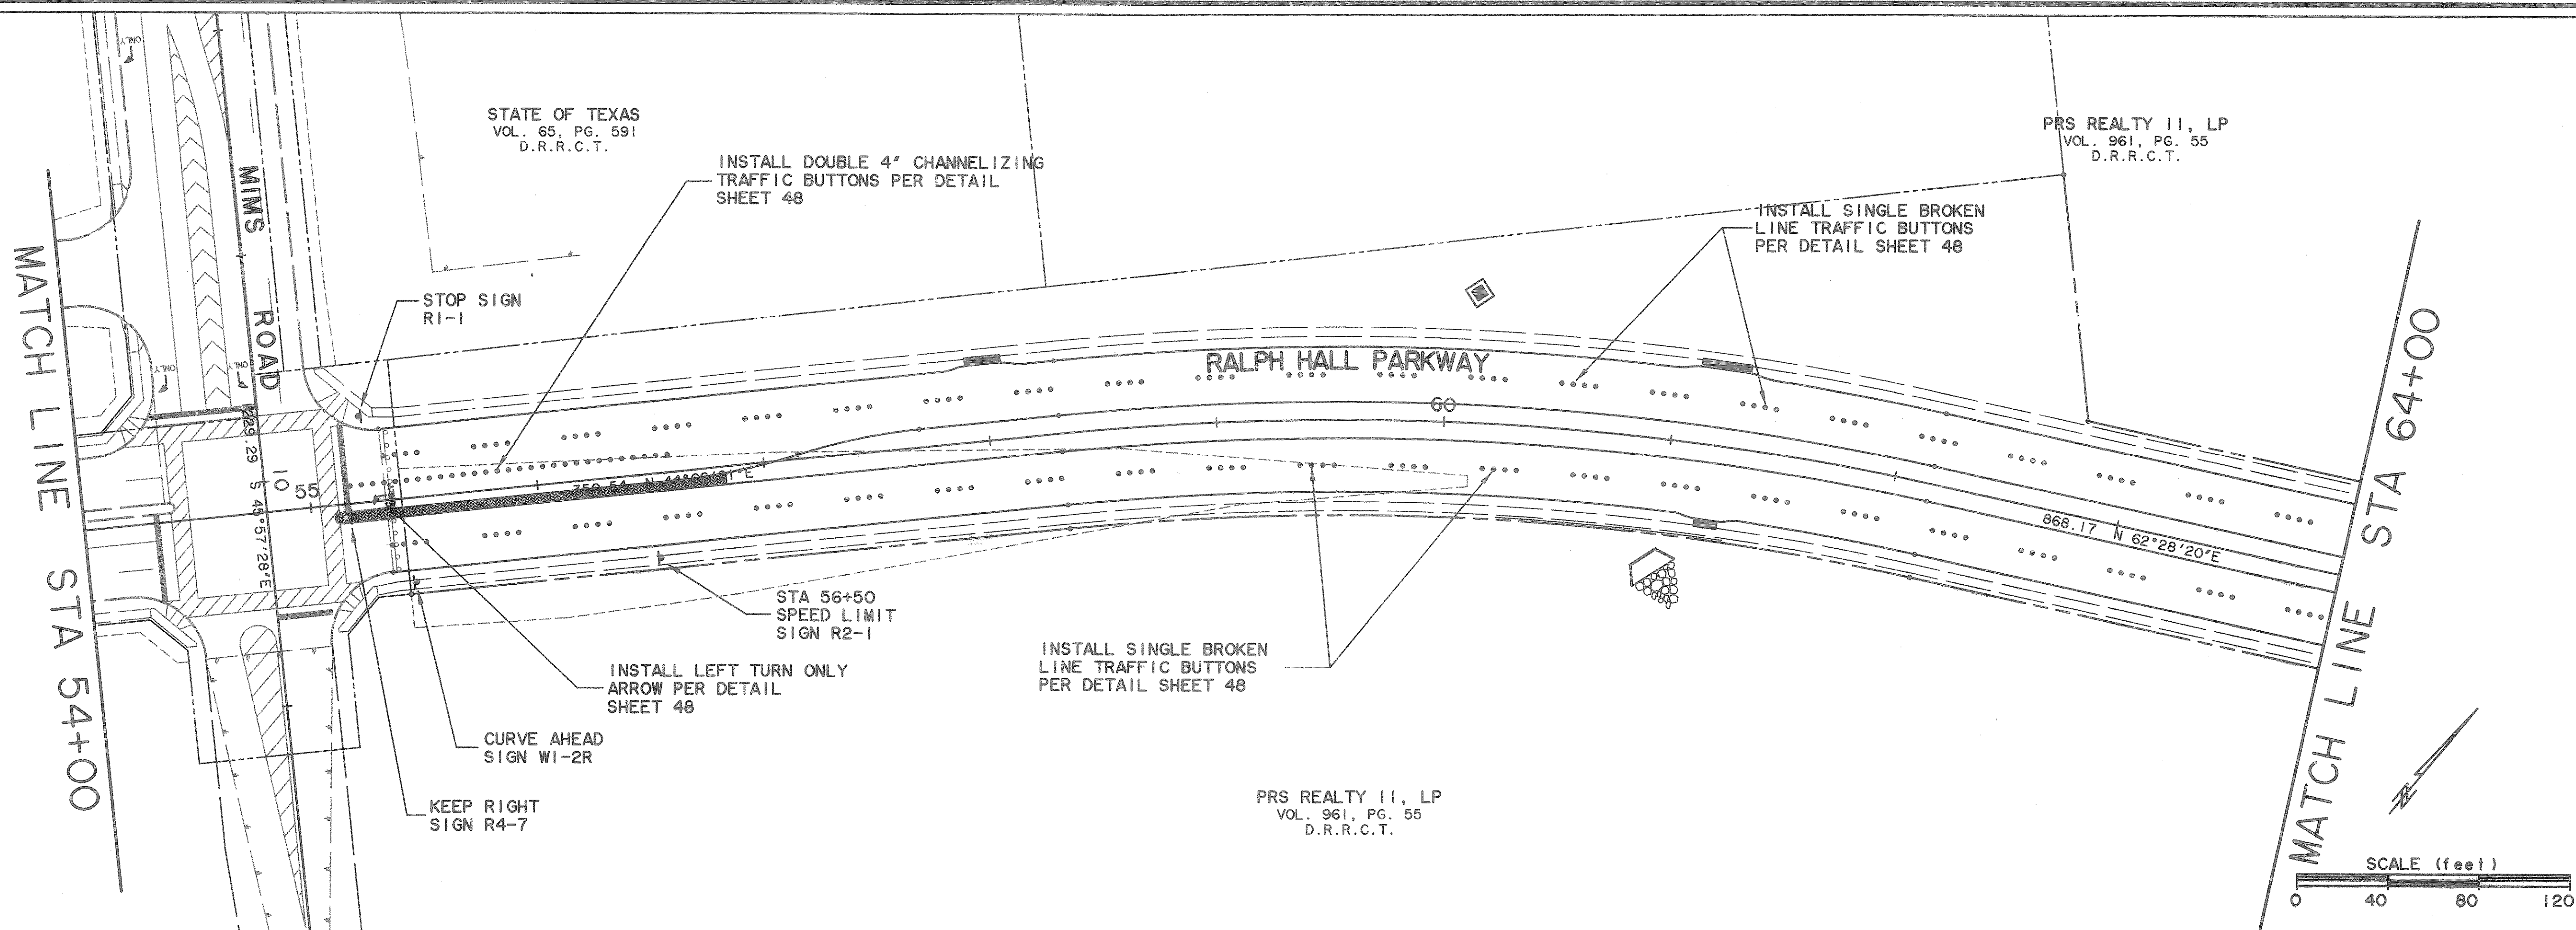 STATE OF TEXAS
VOL. 65, PG. 591
D.R.R.C.T.
PRS REALTY II, LP
VOL. 961, PG. 55
D.R.R.C.T.
INSTALL DOUBLE 4" CHANNELIZING
TRAFFIC BUTTONS PER DETAIL
SHEET 48
INSTALL SINGLE BROKEN
LINE TRAFFIC BUTTONS
PER DETAIL SHEET 48
ONLY
ONLY
ONLY
MIMS ROAD
MATCH LINE STA 54+00
STOP SIGN
R1-1
RALPH HALL PARKWAY
60
229.29 S 45°57'28"E
10
55
868.17 N 62°28'20"E
MATCH LINE STA 64+00
STA 56+50
SPEED LIMIT
SIGN R2-1
INSTALL SINGLE BROKEN
LINE TRAFFIC BUTTONS
PER DETAIL SHEET 48
INSTALL LEFT TURN ONLY
ARROW PER DETAIL
SHEET 48
CURVE AHEAD
SIGN W1-2R
KEEP RIGHT
SIGN R4-7
PRS REALTY II, LP
VOL. 961, PG. 55
D.R.R.C.T.
SCALE (feet)
0 40 80 120